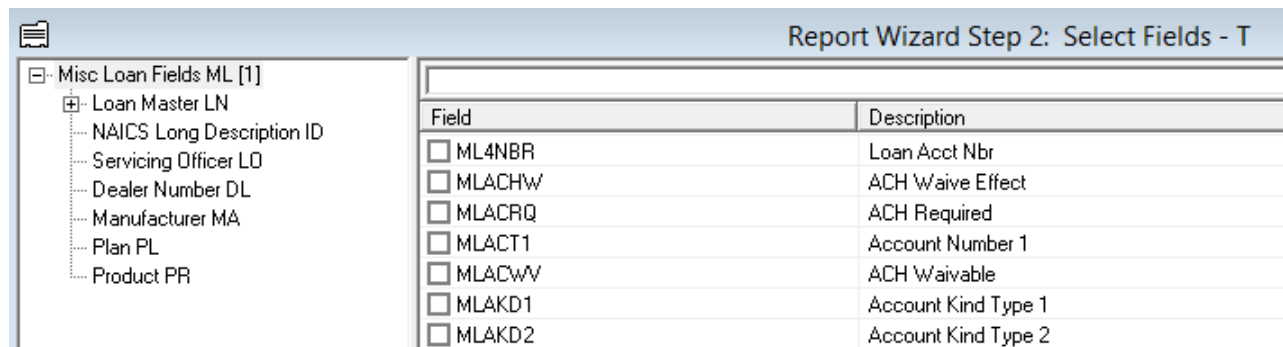 Report Wizard Step 2: Select Fields - T
Misc Loan Fields ML [1]
Loan Master LN
NAICS Long Description ID
Servicing Officer LO
Dealer Number DL
Manufacturer MA
Plan PL
Product PR
Field Description
ML4NBR Loan Acct Nbr
MLACHW ACH Waive Effect
MLACRQ ACH Required
MLACT1 Account Number 1
MLACWV ACH Waivable
MLAKD1 Account Kind Type 1
MLAKD2 Account Kind Type 2